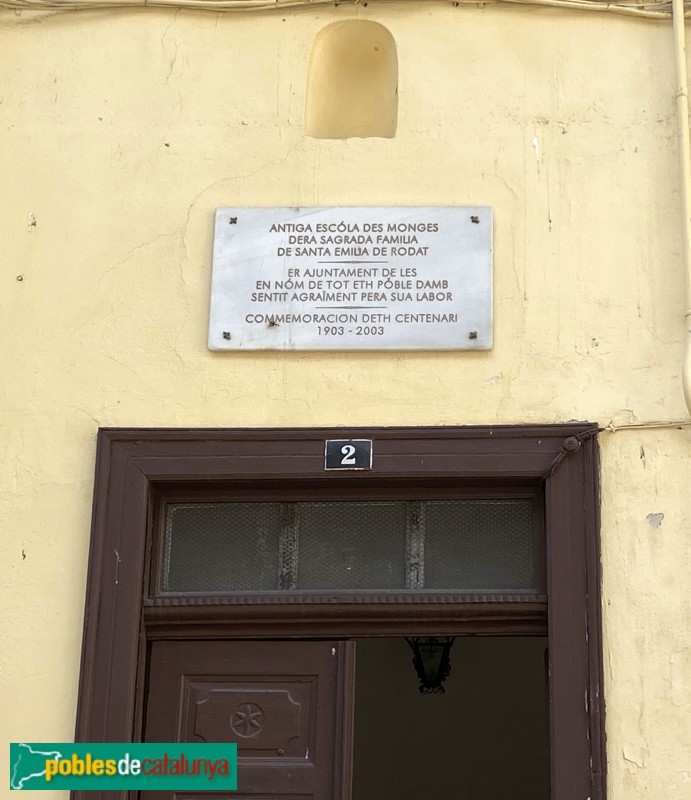 ANTIGA ESCÓLA DES MONGES
DERA SAGRADA FAMILIA
DE SANTA EMILIA DE RODAT
ER AJUNTAMENT DE LES
EN NÓM DE TOT ETH PÒBLE DAMB
SENTIT AGRAÏMENT PERA SUA LABOR
COMMEMORACION DETH CENTENARI
1903 - 2003
2
poblesdecatalunya